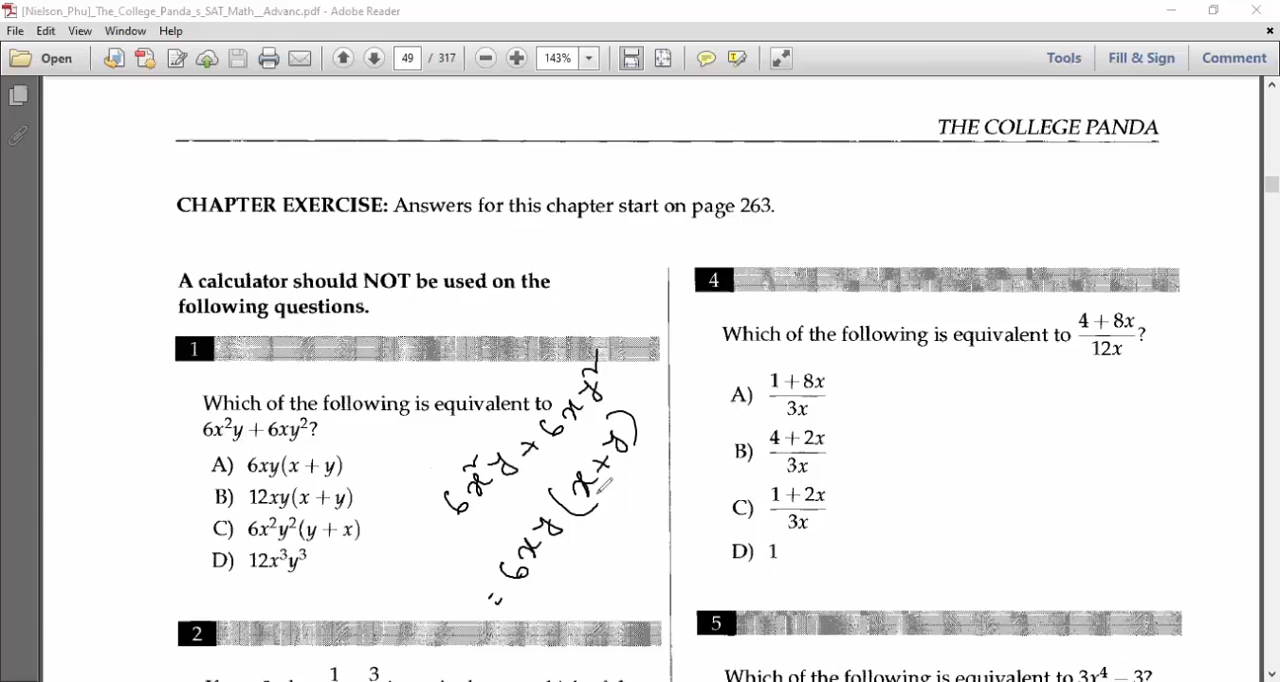 [Nielson_Phu]_The_College_Panda_s_SAT_Math__Advanc.pdf - Adobe Reader
File Edit View Window Help
Open 49 / 317 143% Tools Fill & Sign Comment
THE COLLEGE PANDA
CHAPTER EXERCISE: Answers for this chapter start on page 263.
A calculator should NOT be used on the
following questions.
1
Which of the following is equivalent to
6x²y + 6xy²?
A) 6xy(x + y)
B) 12xy(x + y)
C) 6x²y²(y + x)
D) 12x³y³
6x²y + 6xy²
= 6xy(x+y)
2
1 3
4
Which of the following is equivalent to (4 + 8x)/12x?
A) (1 + 8x)/3x
B) (4 + 2x)/3x
C) (1 + 2x)/3x
D) 1
5
Which of the following is equivalent to 3x⁴ − 3?